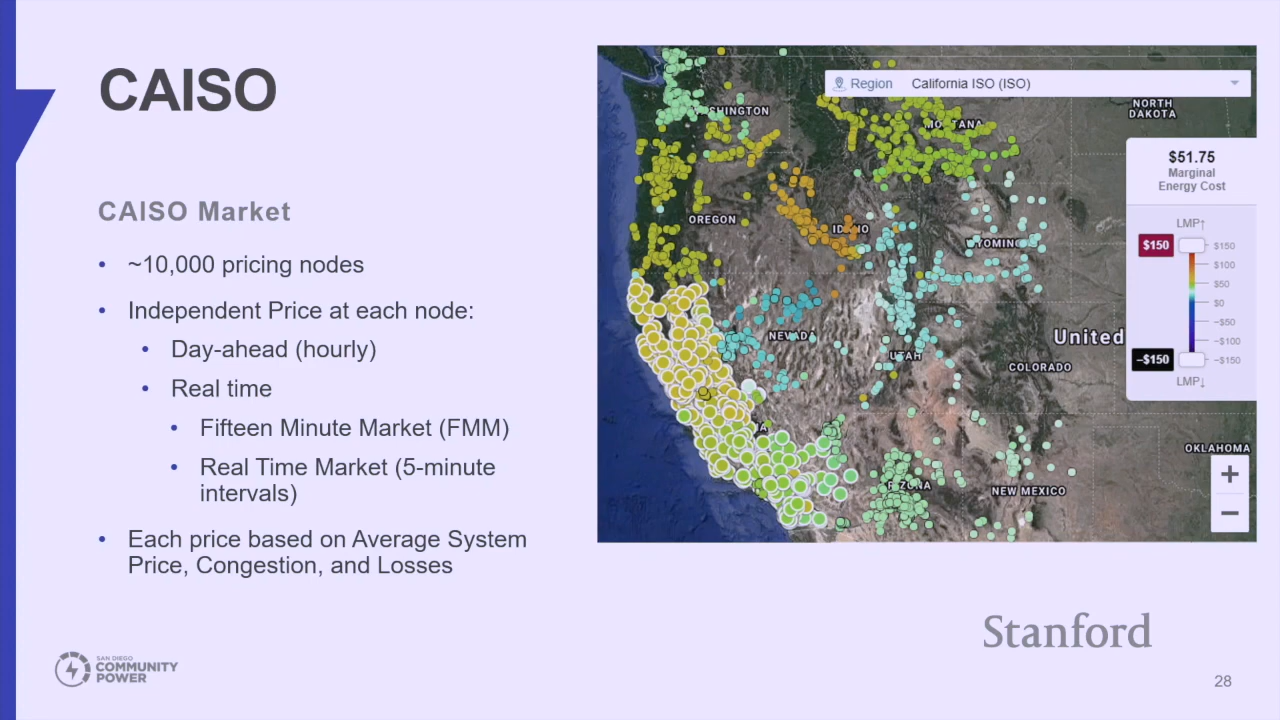 CAISO
CAISO Market
• ~10,000 pricing nodes
• Independent Price at each node:
• Day-ahead (hourly)
• Real time
• Fifteen Minute Market (FMM)
• Real Time Market (5-minute
intervals)
• Each price based on Average System
Price, Congestion, and Losses
Region California ISO (ISO)
SHINGTON
MONTANA
NORTH
DAKOTA
OREGON
IDAHO
WYOMING
NEVADA
UTAH
COLORADO
United
OKLAHOMA
NEW MEXICO
$51.75
Marginal
Energy Cost
LMP↑
$150
$150
$100
$50
$0
−$50
−$100
−$150
−$150
LMP↓
+
−
Stanford
SAN DIEGO
COMMUNITY
POWER
28